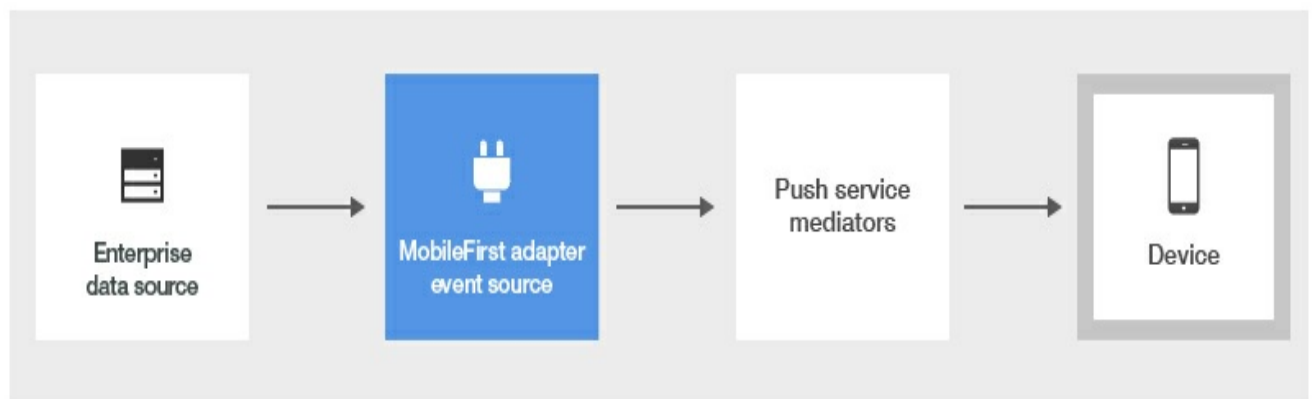 Enterprise
data source
MobileFirst adapter
event source
Push service
mediators
Device